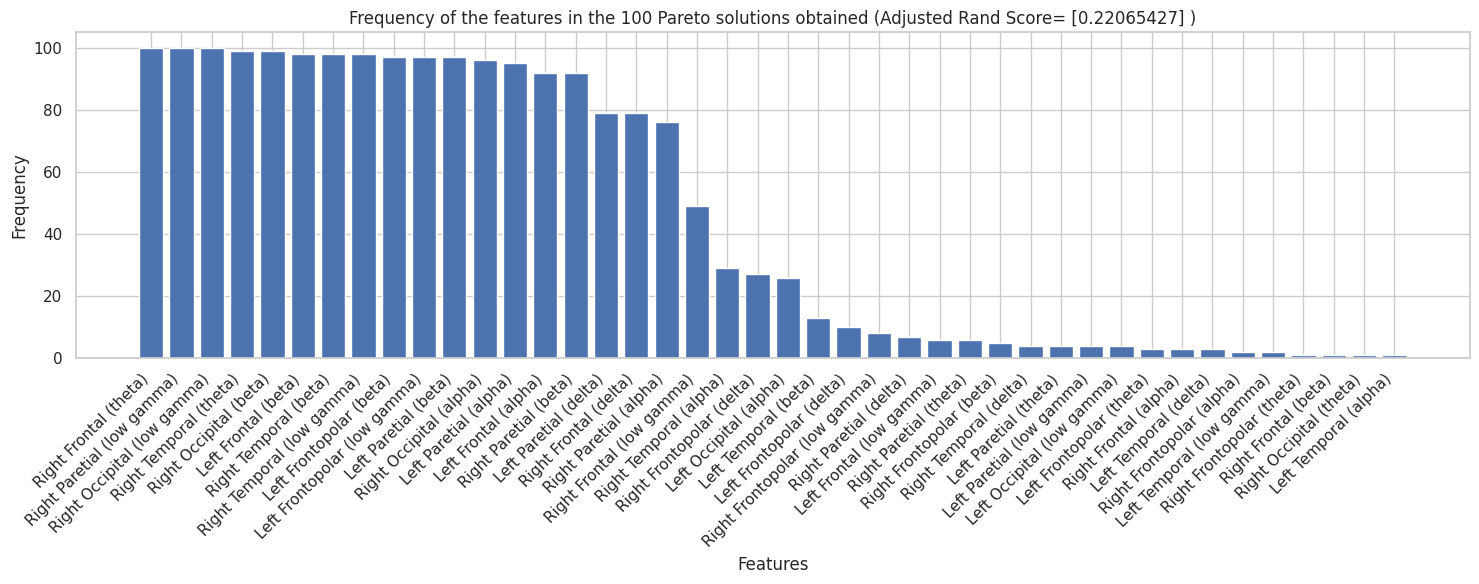 Frequency of the features in the 100 Pareto solutions obtained (Adjusted Rand Score= [0.22065427] )
Frequency
100
80
60
40
20
0
Right Frontal (theta)
Right Paretial (low gamma)
Right Occipital (low gamma)
Right Temporal (theta)
Right Occipital (beta)
Left Frontal (beta)
Right Temporal (beta)
Right Temporal (low gamma)
Left Frontopolar (beta)
Left Frontopolar (low gamma)
Left Paretial (beta)
Right Occipital (alpha)
Left Paretial (alpha)
Left Frontal (alpha)
Right Paretial (beta)
Left Paretial (delta)
Right Frontal (delta)
Right Paretial (alpha)
Right Frontal (low gamma)
Right Temporal (alpha)
Right Frontopolar (delta)
Left Occipital (alpha)
Left Temporal (beta)
Left Frontopolar (delta)
Right Frontopolar (low gamma)
Right Paretial (delta)
Left Frontal (low gamma)
Right Paretial (theta)
Right Frontopolar (beta)
Right Temporal (delta)
Left Paretial (theta)
Left Paretial (low gamma)
Left Occipital (low gamma)
Left Frontopolar (theta)
Right Frontal (alpha)
Left Temporal (delta)
Right Frontopolar (alpha)
Left Temporal (low gamma)
Right Frontopolar (theta)
Right Frontal (beta)
Right Occipital (theta)
Left Temporal (alpha)
Features